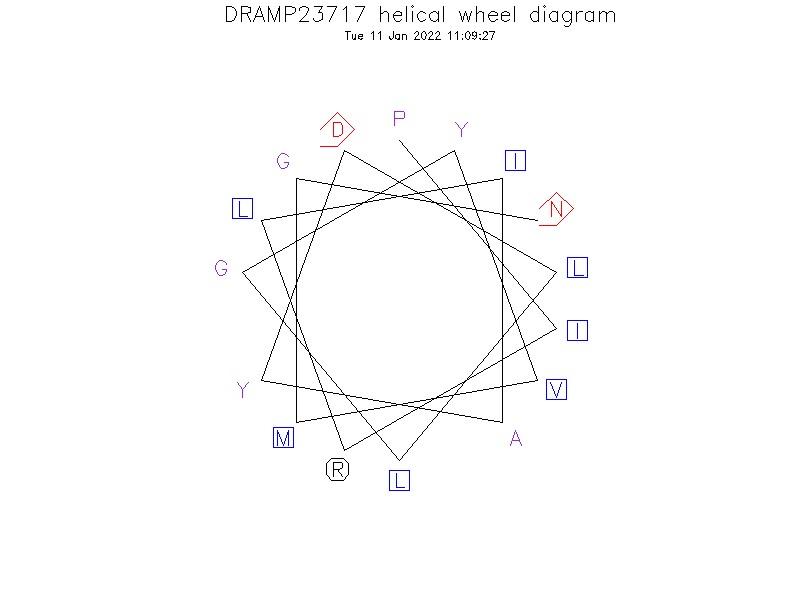 DRAMP23717 helical wheel diagram
Tue 11 Jan 2022 11:09:27
P
D
Y
G
I
L
N
G
L
I
Y
V
M
A
R
L